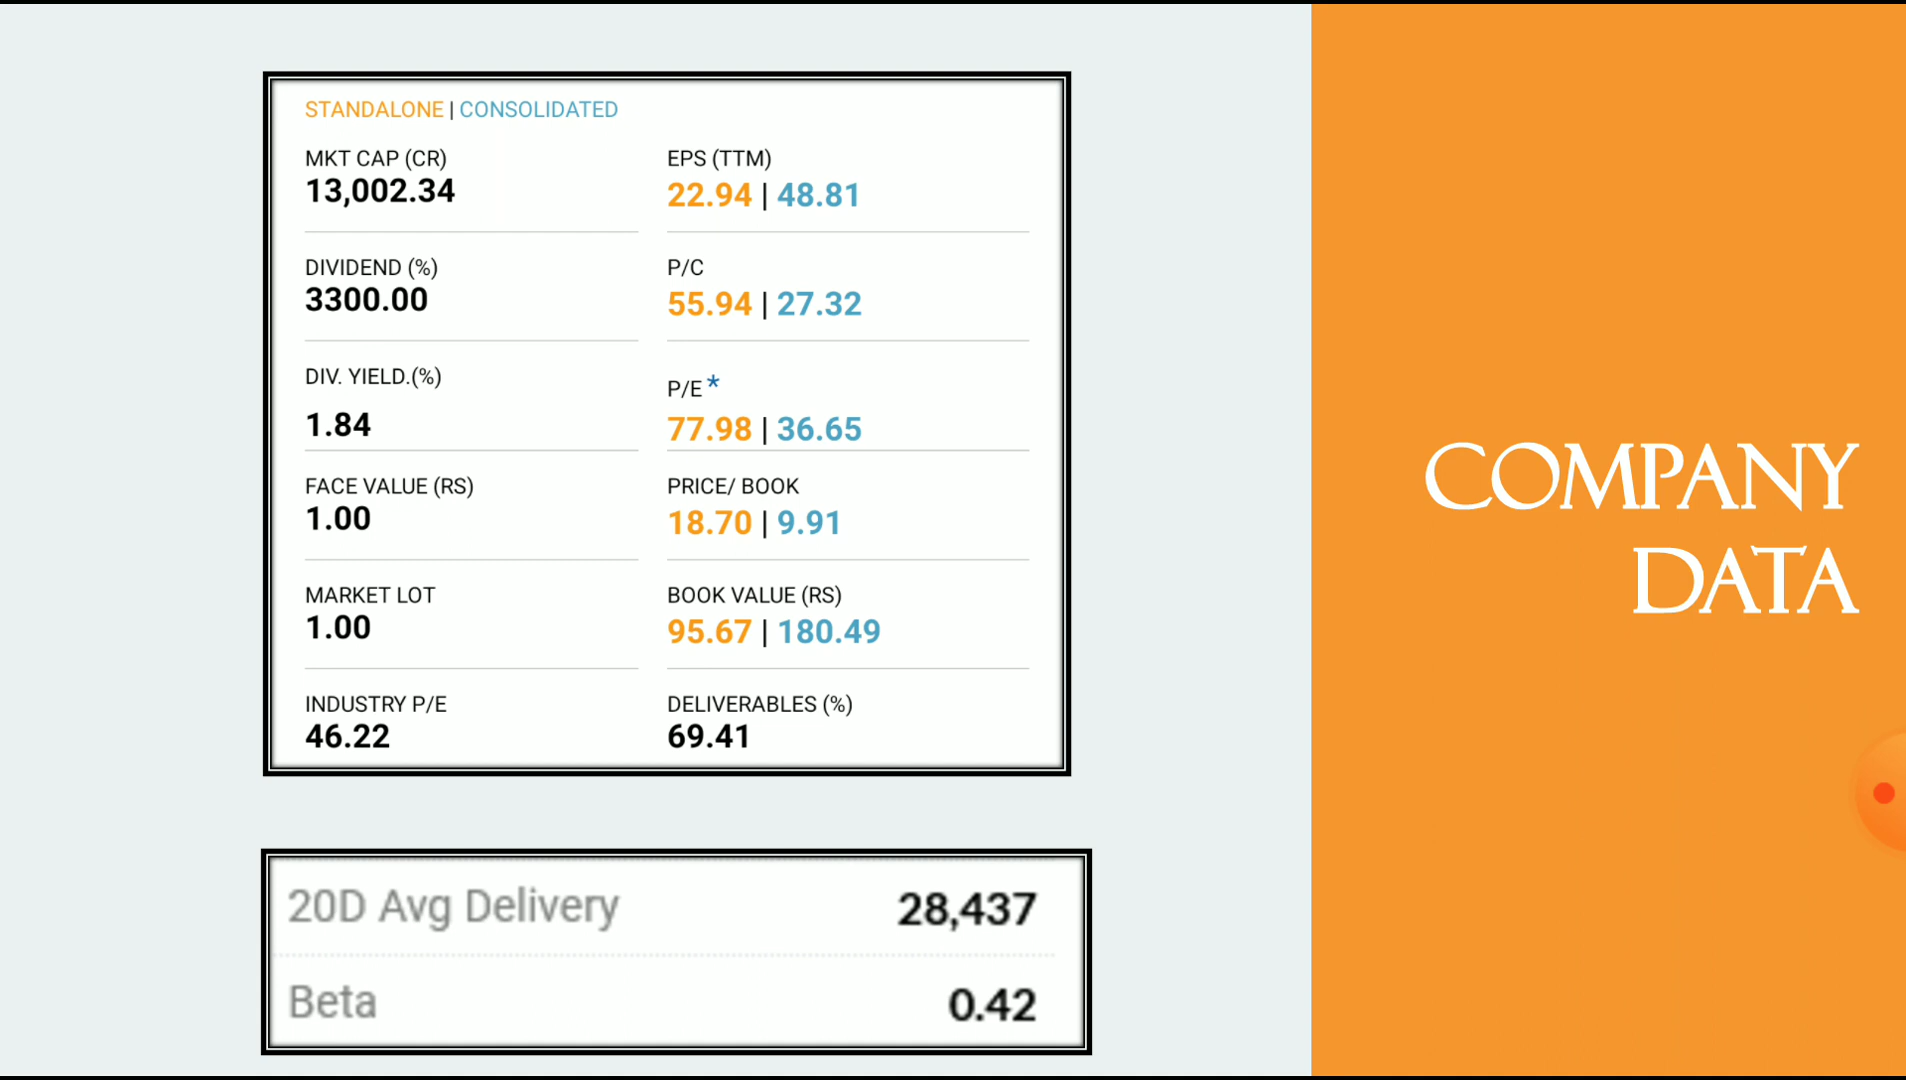 STANDALONE | CONSOLIDATED
MKT CAP (CR)
13,002.34
EPS (TTM)
22.94 | 48.81
DIVIDEND (%)
3300.00
P/C
55.94 | 27.32
DIV. YIELD.(%)
1.84
P/E *
77.98 | 36.65
FACE VALUE (RS)
1.00
PRICE/ BOOK
18.70 | 9.91
MARKET LOT
1.00
BOOK VALUE (RS)
95.67 | 180.49
INDUSTRY P/E
46.22
DELIVERABLES (%)
69.41
20D Avg Delivery 28,437
Beta 0.42
COMPANY
DATA